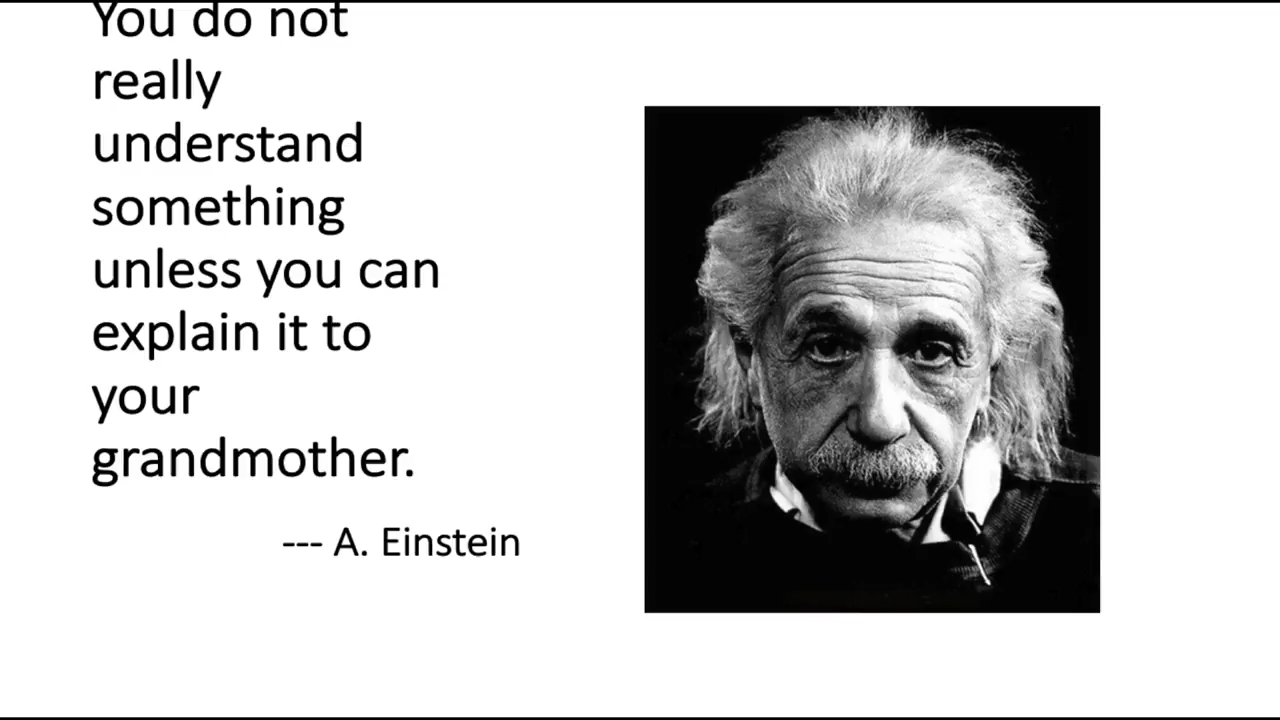 You do not
really
understand
something
unless you can
explain it to
your
grandmother.
--- A. Einstein